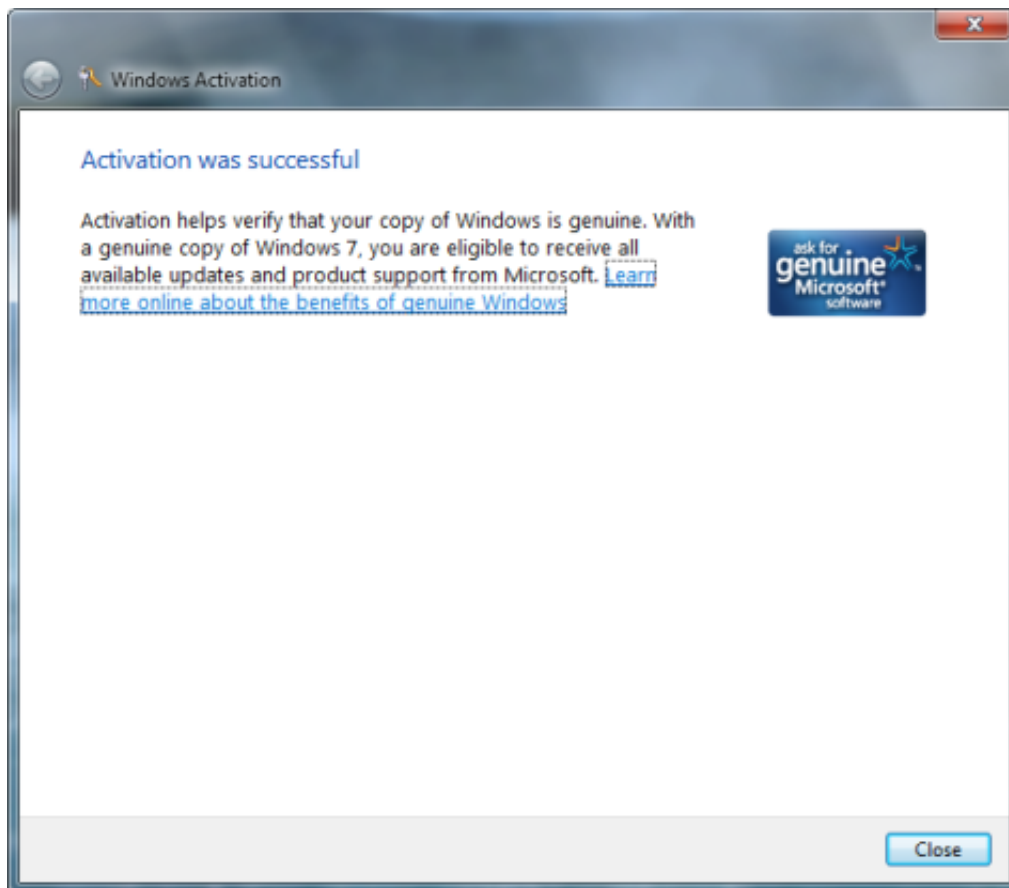 Windows Activation
Activation was successful
Activation helps verify that your copy of Windows is genuine. With
a genuine copy of Windows 7, you are eligible to receive all
available updates and product support from Microsoft. Learn
more online about the benefits of genuine Windows
ask for
genuine™
Microsoft®
software
Close